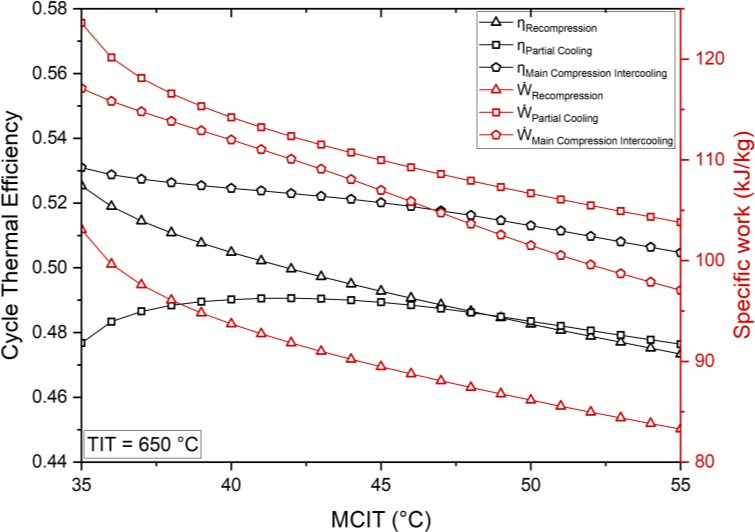 0.58
0.56
0.54
0.52
0.50
0.48
0.46
0.44
Cycle Thermal Efficiency
ηRecompression
ηPartial Cooling
ηMain Compression Intercooling
ẆRecompression
ẆPartial Cooling
ẆMain Compression Intercooling
120
110
100
90
80
Specific work (kJ/kg)
TIT = 650 °C
35
40
45
50
55
MCIT (°C)